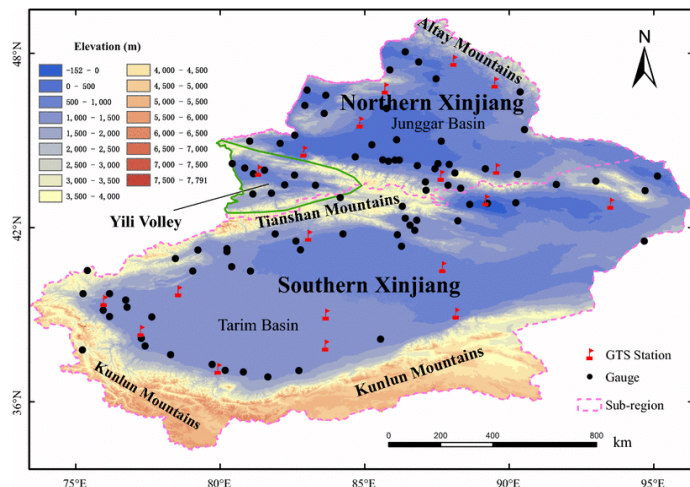 Elevation (m)
-152 - 0
0 - 500
500 - 1,000
1,000 - 1,500
1,500 - 2,000
2,000 - 2,500
2,500 - 3,000
3,000 - 3,500
3,500 - 4,000
4,000 - 4,500
4,500 - 5,000
5,000 - 5,500
5,500 - 6,000
6,000 - 6,500
6,500 - 7,000
7,000 - 7,500
7,500 - 7,791
48°N
42°N
36°N
Altay Mountains
N
Northern Xinjiang
Junggar Basin
Yili Volley
Tianshan Mountains
Southern Xinjiang
Tarim Basin
Kunlun Mountains
Kunlun Mountains
GTS Station
Gauge
Sub-region
0 200 400 800
km
75°E 80°E 85°E 90°E 95°E